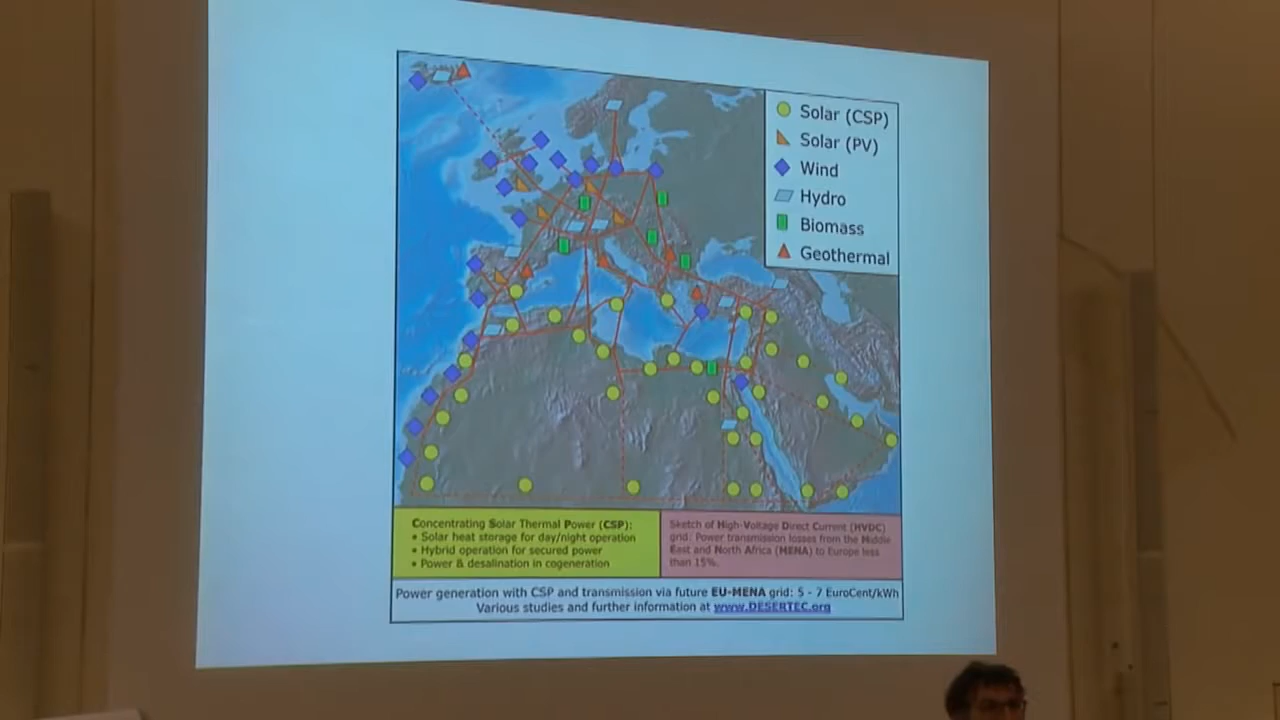 Solar (CSP)
Solar (PV)
Wind
Hydro
Biomass
Geothermal
Concentrating Solar Thermal Power (CSP):
• Solar heat storage for day/night operation
• Hybrid operation for secured power
• Power & desalination in cogeneration
Sketch of High-Voltage Direct Current (HVDC)
grid: Power transmission losses from the Middle
East and North Africa (MENA) to Europe less
than 15%.
Power generation with CSP and transmission via future EU-MENA grid: 5 - 7 EuroCent/kWh
Various studies and further information at www.DESERTEC.org